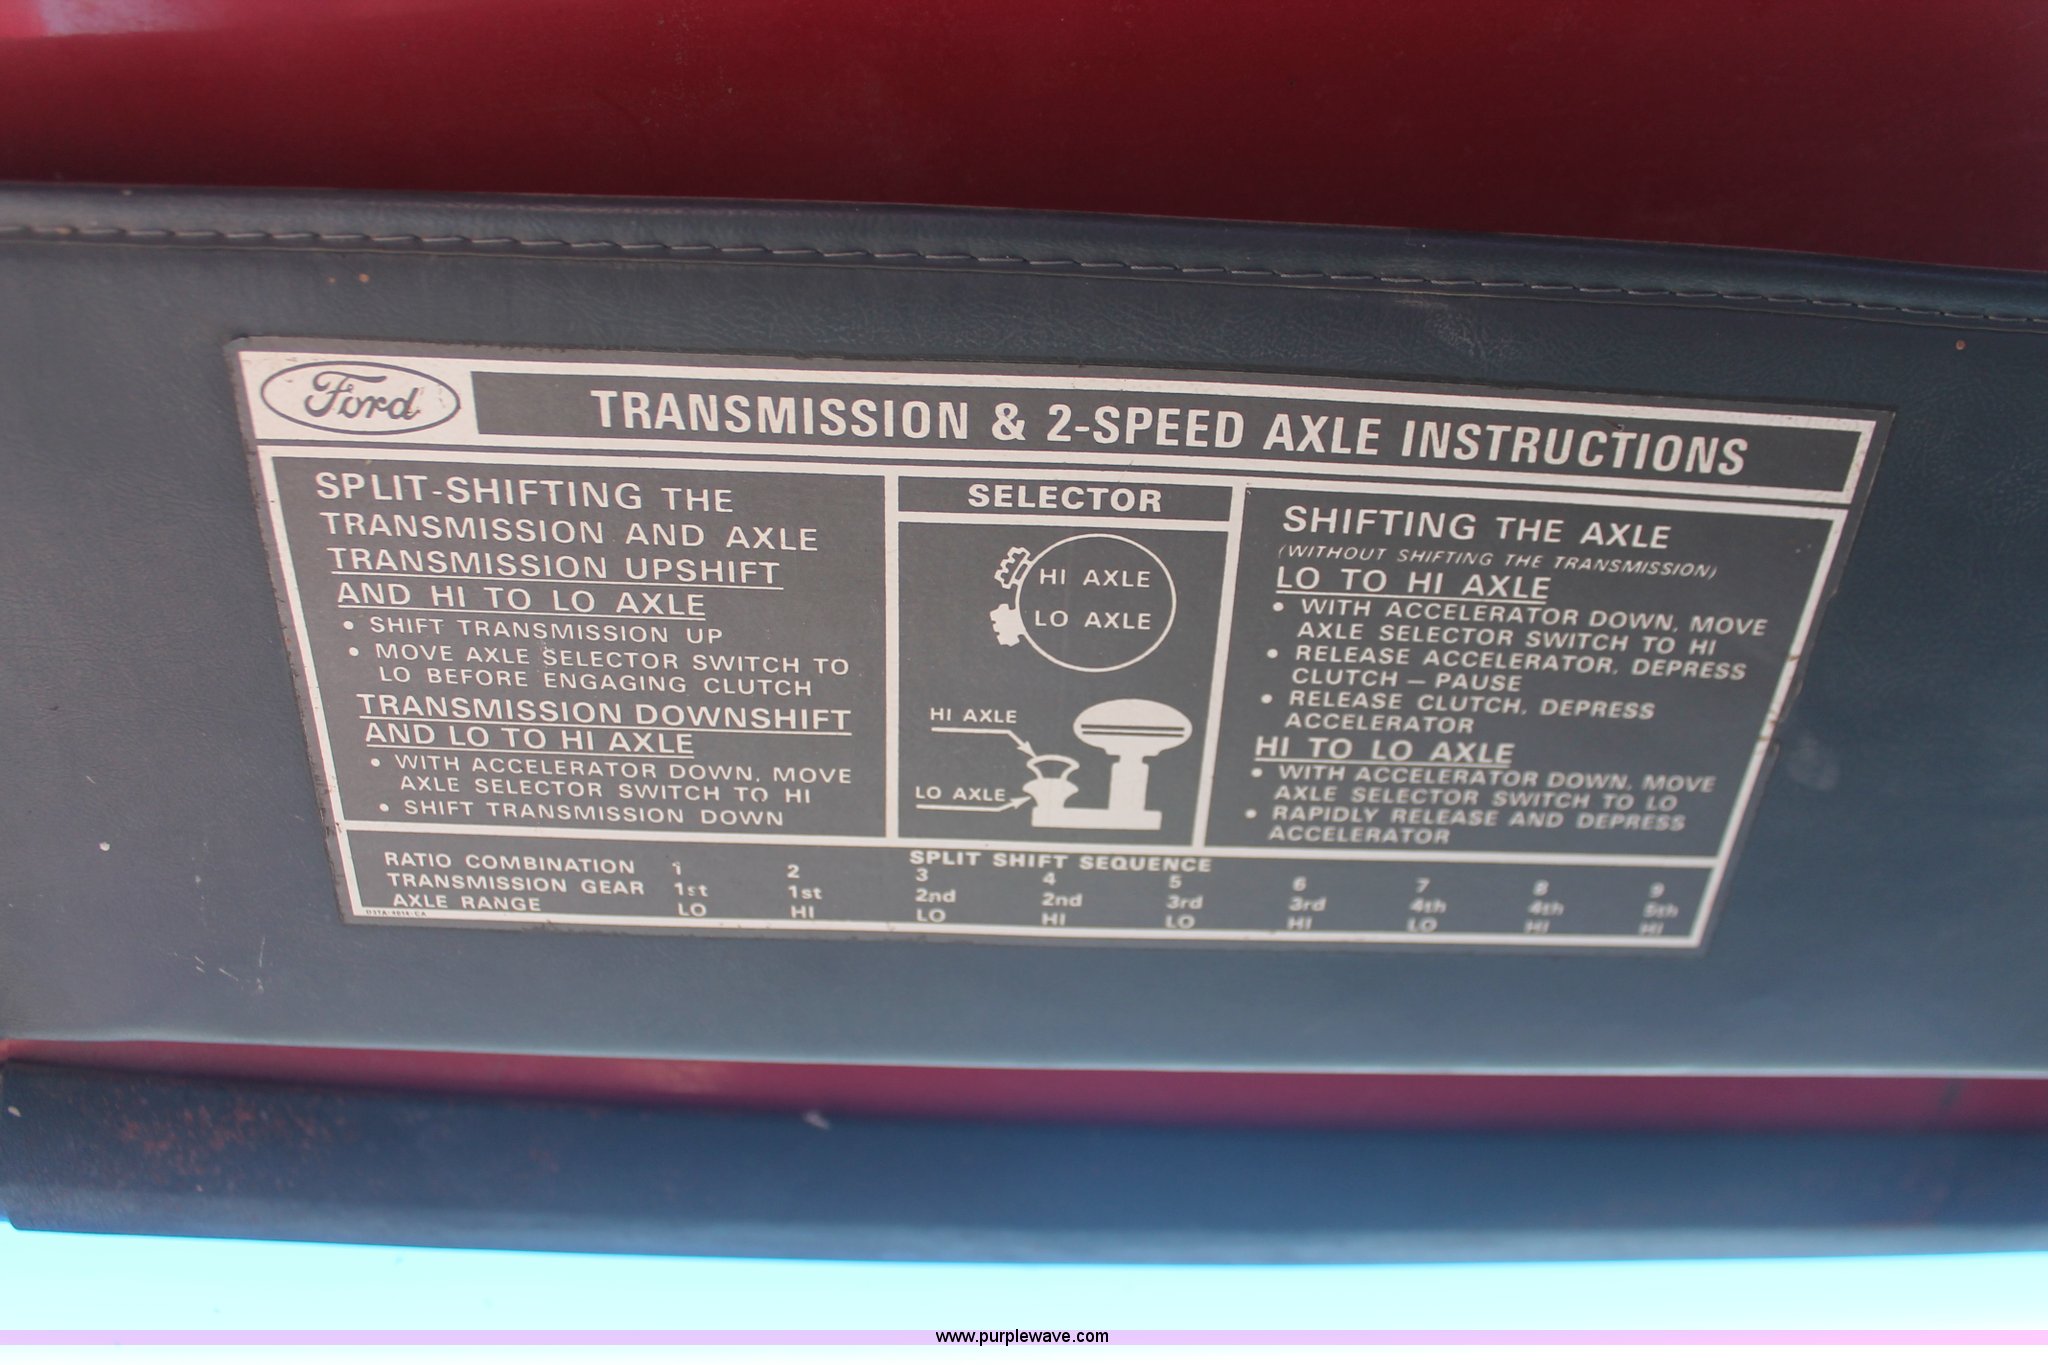 Ford
TRANSMISSION & 2-SPEED AXLE INSTRUCTIONS
SPLIT-SHIFTING THE
TRANSMISSION AND AXLE
TRANSMISSION UPSHIFT
AND HI TO LO AXLE
• SHIFT TRANSMISSION UP
• MOVE AXLE SELECTOR SWITCH TO
LO BEFORE ENGAGING CLUTCH
TRANSMISSION DOWNSHIFT
AND LO TO HI AXLE
• WITH ACCELERATOR DOWN, MOVE
AXLE SELECTOR SWITCH TO HI
• SHIFT TRANSMISSION DOWN
SELECTOR
HI AXLE
LO AXLE
HI AXLE
LO AXLE
SHIFTING THE AXLE
(WITHOUT SHIFTING THE TRANSMISSION)
LO TO HI AXLE
• WITH ACCELERATOR DOWN, MOVE
AXLE SELECTOR SWITCH TO HI
• RELEASE ACCELERATOR, DEPRESS
CLUTCH — PAUSE
• RELEASE CLUTCH, DEPRESS
ACCELERATOR
HI TO LO AXLE
• WITH ACCELERATOR DOWN, MOVE
AXLE SELECTOR SWITCH TO LO
• RAPIDLY RELEASE AND DEPRESS
ACCELERATOR
SPLIT SHIFT SEQUENCE
RATIO COMBINATION 1 2 3 4 5 6 7 8 9
TRANSMISSION GEAR 1st 1st 2nd 2nd 3rd 3rd 4th 4th 5th
AXLE RANGE LO HI LO HI LO HI LO HI HI
www.purplewave.com